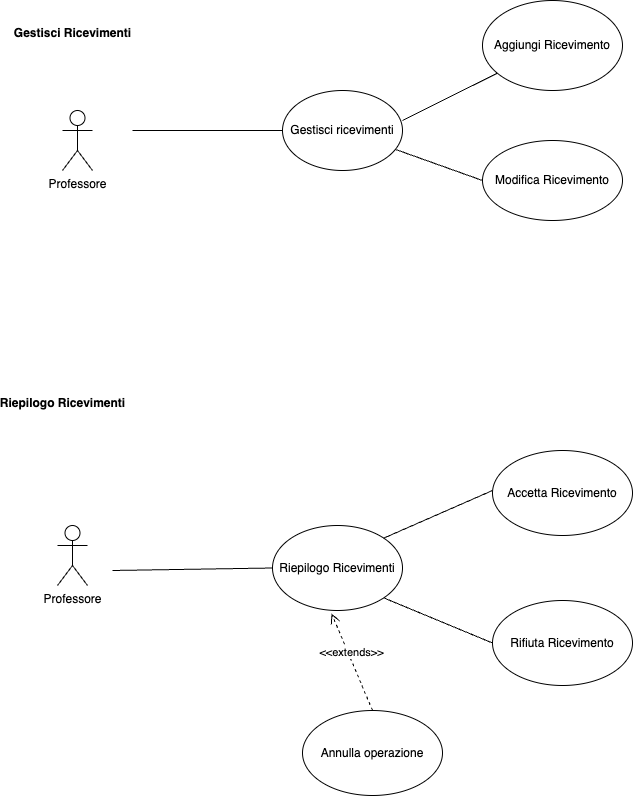 Gestisci Ricevimenti
Aggiungi Ricevimento
Gestisci ricevimenti
Modifica Ricevimento
Professore
Riepilogo Ricevimenti
Accetta Ricevimento
Riepilogo Ricevimenti
Professore
Rifiuta Ricevimento
<<extends>>
Annulla operazione